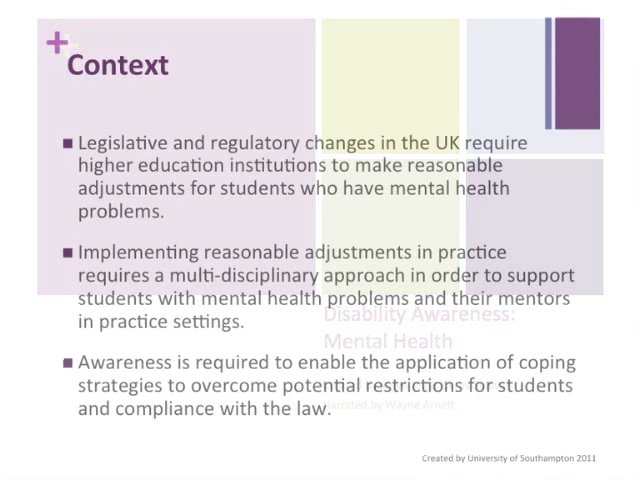 +
Context
■ Legislative and regulatory changes in the UK require
higher education institutions to make reasonable
adjustments for students who have mental health
problems.
■ Implementing reasonable adjustments in practice
requires a multi-disciplinary approach in order to support
students with mental health problems and their mentors
in practice settings.
Disability Awareness:
Mental Health
■ Awareness is required to enable the application of coping
strategies to overcome potential restrictions for students
and compliance with the law.
Narrated by Wayne Arnett
Created by University of Southampton 2011